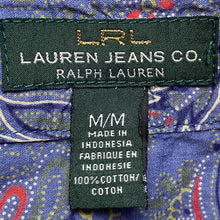 LRL
LAUREN JEANS CO.
RALPH LAUREN
M/M
MADE IN
INDONESIA
FABRIQUE EN
INDONESIE
100% COTTON/
COTON